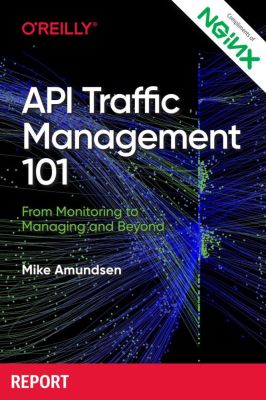 O'REILLY®
Compliments of
NGINX
API Traffic
Management
101
From Monitoring to
Managing and Beyond
Mike Amundsen
REPORT